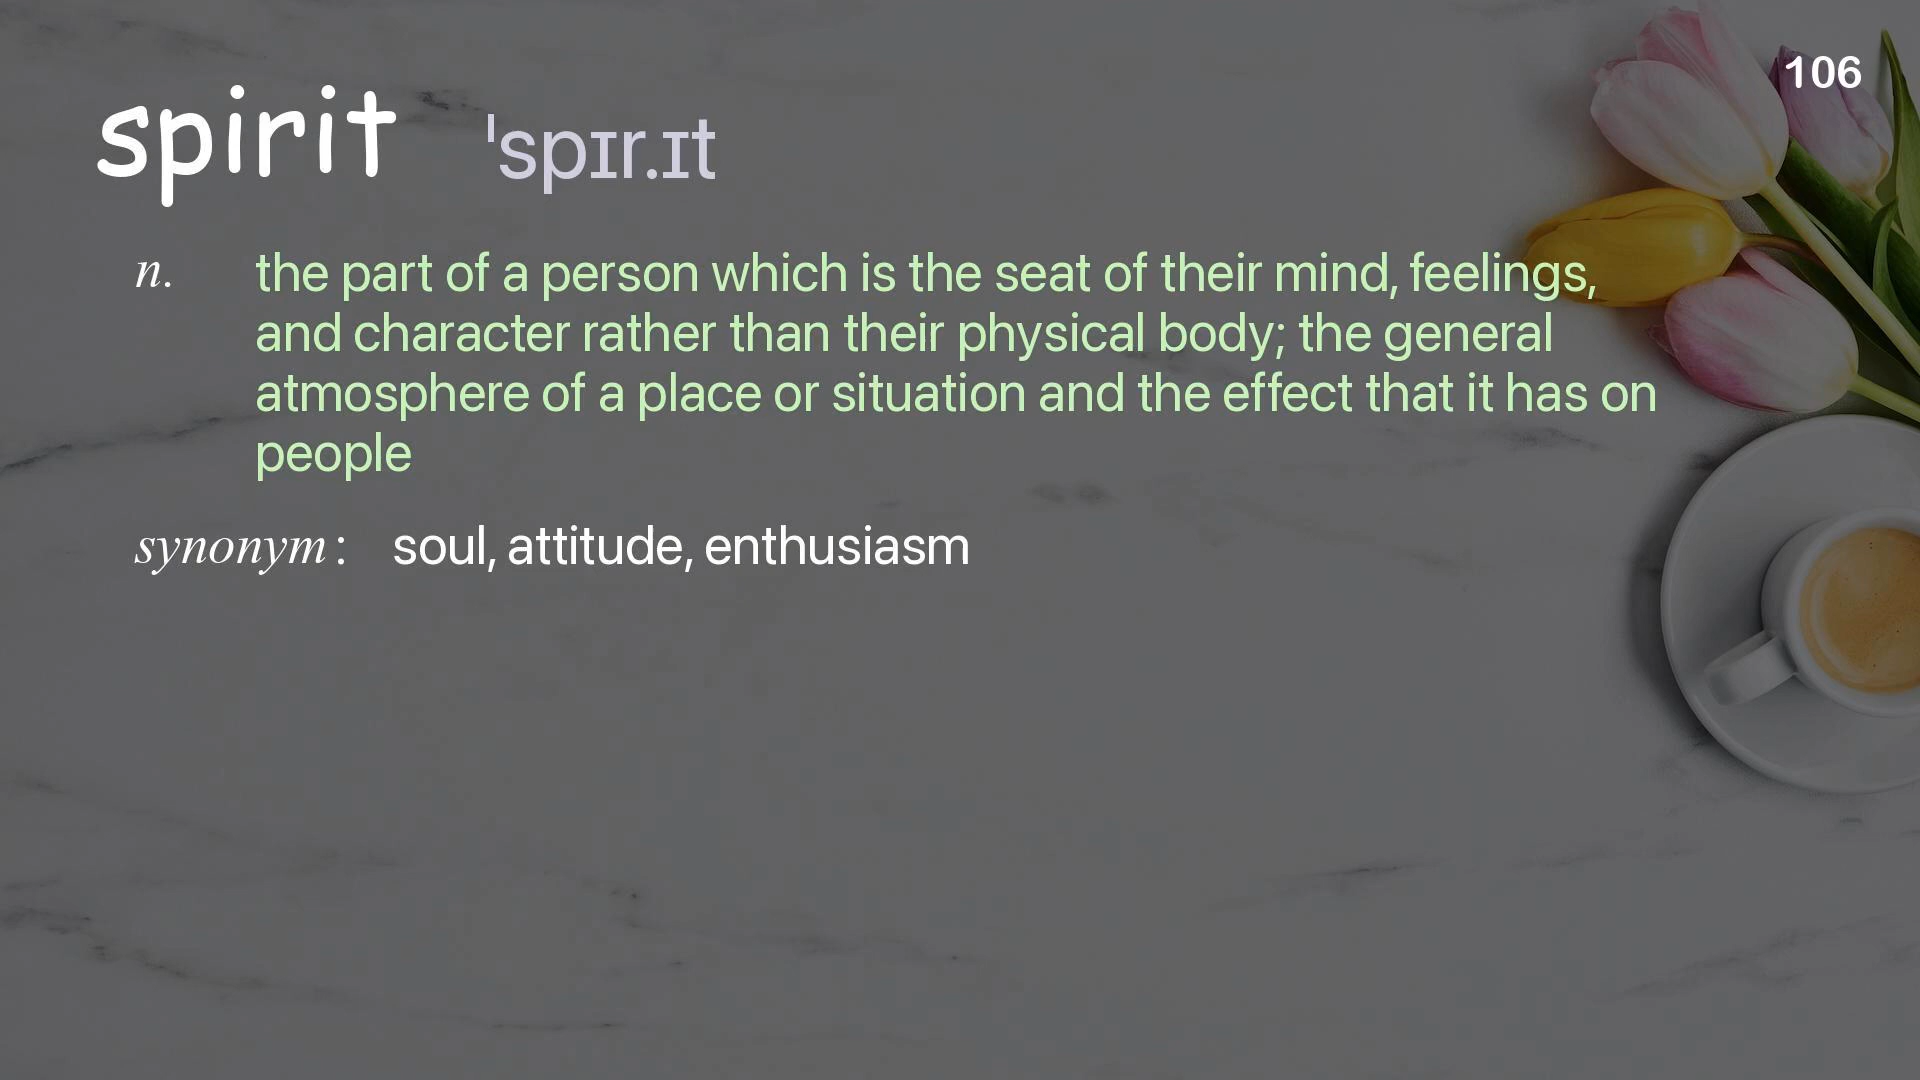 106
spirit ˈspɪr.ɪt
n. the part of a person which is the seat of their mind, feelings,
and character rather than their physical body; the general
atmosphere of a place or situation and the effect that it has on
people
synonym: soul, attitude, enthusiasm